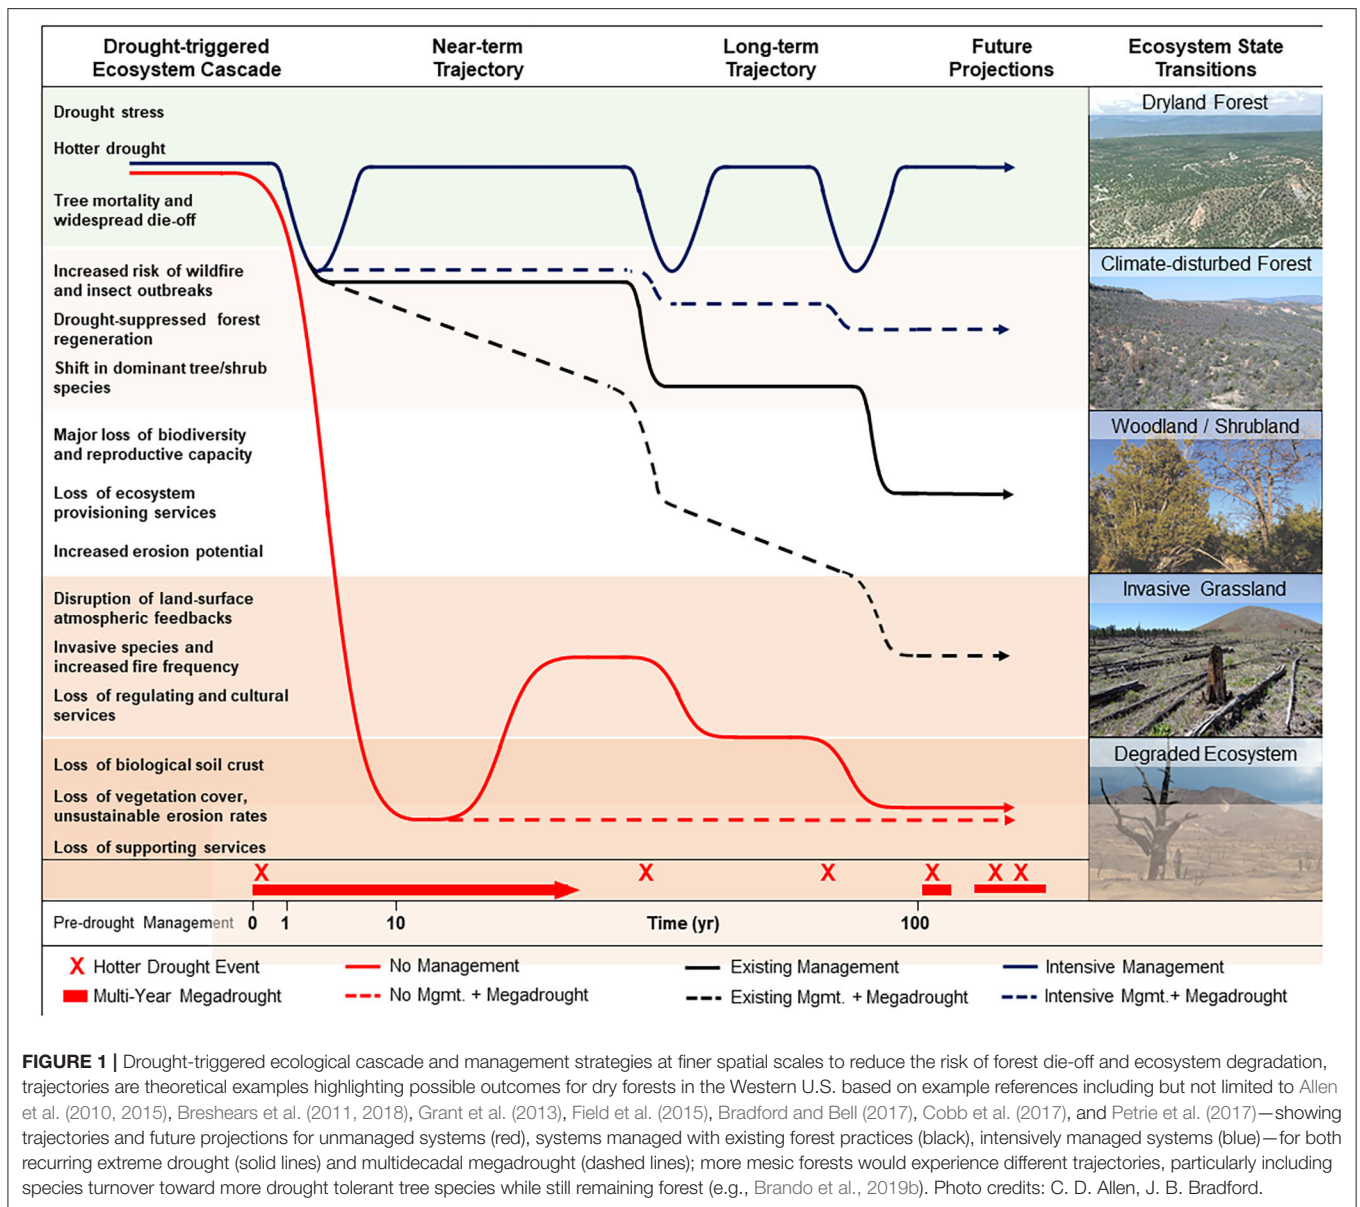 Drought-triggered
Ecosystem Cascade
Near-term
Trajectory
Long-term
Trajectory
Future
Projections
Ecosystem State
Transitions
Drought stress
Hotter drought
Tree mortality and
widespread die-off
Increased risk of wildfire
and insect outbreaks
Drought-suppressed forest
regeneration
Shift in dominant tree/shrub
species
Major loss of biodiversity
and reproductive capacity
Loss of ecosystem
provisioning services
Increased erosion potential
Disruption of land-surface
atmospheric feedbacks
Invasive species and
increased fire frequency
Loss of regulating and cultural
services
Loss of biological soil crust
Loss of vegetation cover,
unsustainable erosion rates
Loss of supporting services
Dryland Forest
Climate-disturbed Forest
Woodland / Shrubland
Invasive Grassland
Degraded Ecosystem
X X X X X X
Pre-drought Management 0 1 10 Time (yr) 100
X Hotter Drought Event No Management Existing Management Intensive Management
Multi-Year Megadrought No Mgmt. + Megadrought Existing Mgmt. + Megadrought Intensive Mgmt.+ Megadrought
FIGURE 1 | Drought-triggered ecological cascade and management strategies at finer spatial scales to reduce the risk of forest die-off and ecosystem degradation,
trajectories are theoretical examples highlighting possible outcomes for dry forests in the Western U.S. based on example references including but not limited to Allen
et al. (2010, 2015), Breshears et al. (2011, 2018), Grant et al. (2013), Field et al. (2015), Bradford and Bell (2017), Cobb et al. (2017), and Petrie et al. (2017)—showing
trajectories and future projections for unmanaged systems (red), systems managed with existing forest practices (black), intensively managed systems (blue)—for both
recurring extreme drought (solid lines) and multidecadal megadrought (dashed lines); more mesic forests would experience different trajectories, particularly including
species turnover toward more drought tolerant tree species while still remaining forest (e.g., Brando et al., 2019b). Photo credits: C. D. Allen, J. B. Bradford.